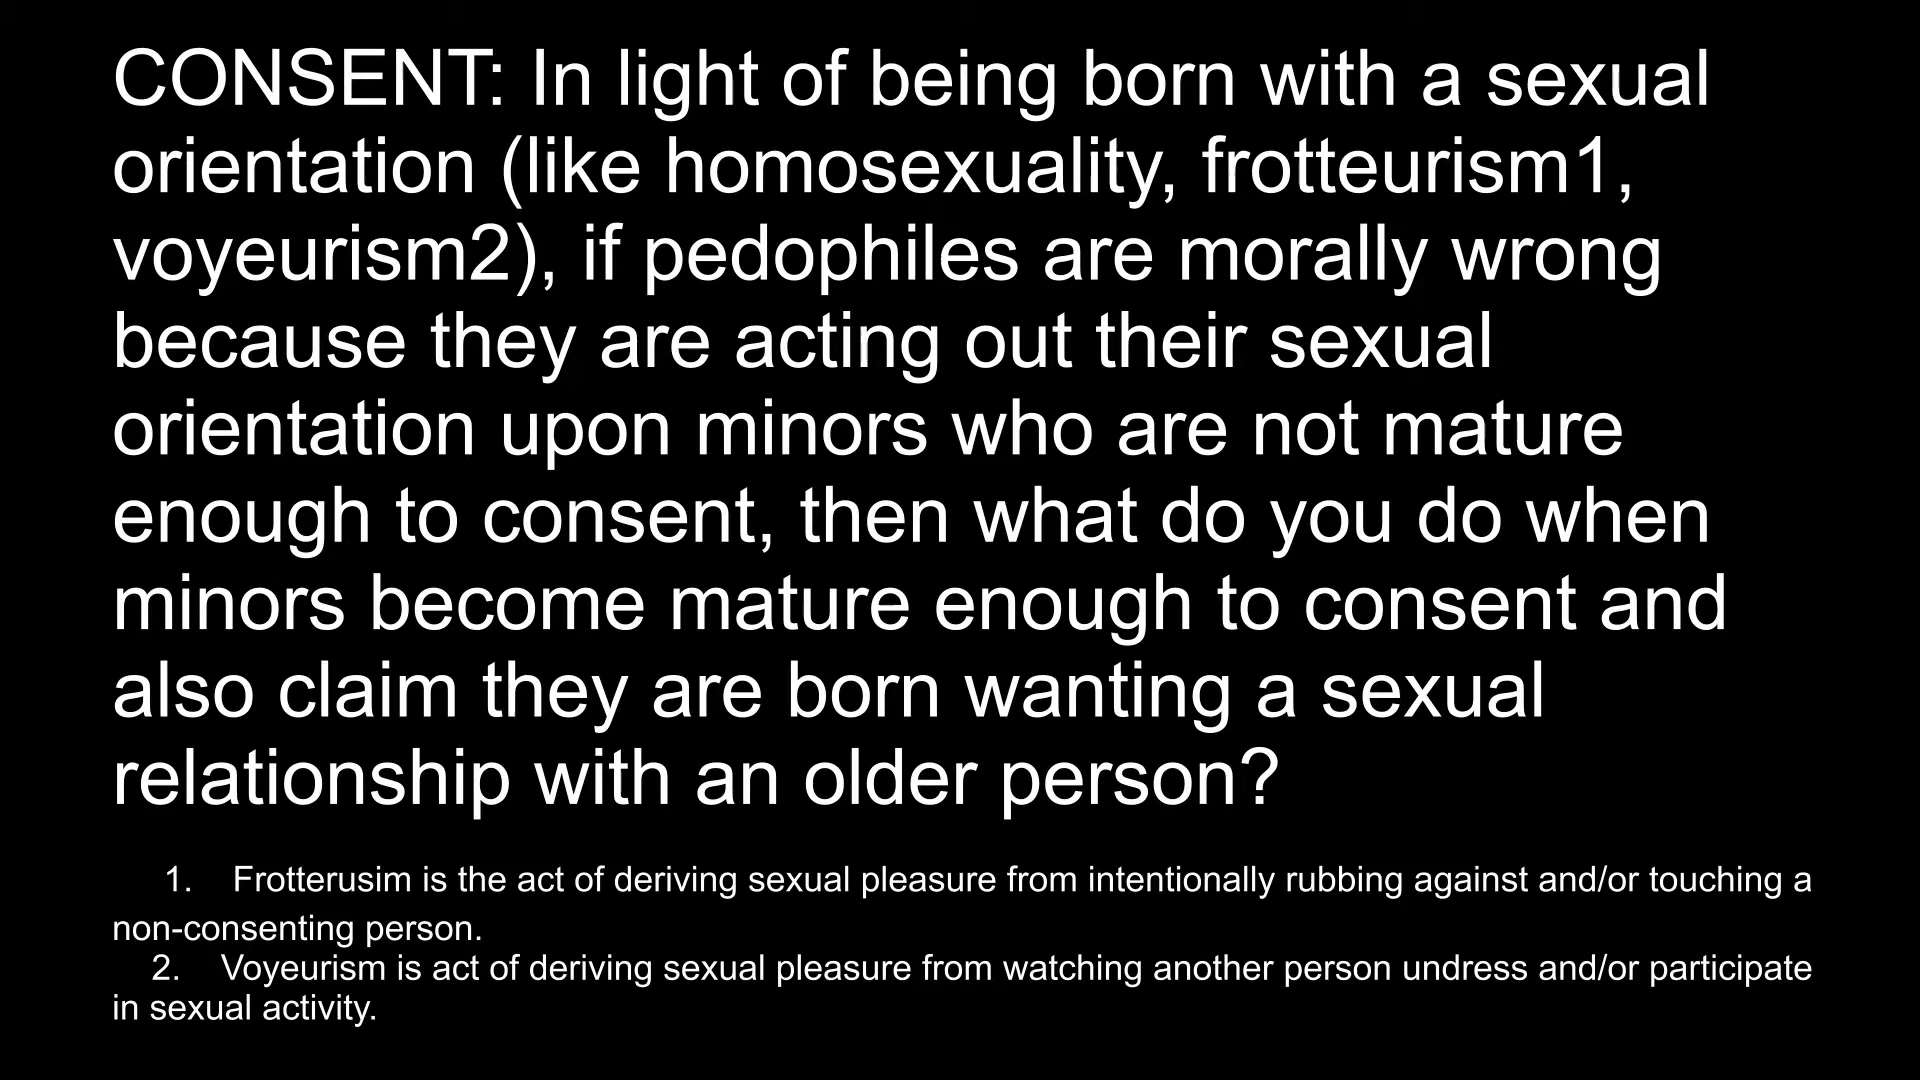 CONSENT: In light of being born with a sexual
orientation (like homosexuality, frotteurism1,
voyeurism2), if pedophiles are morally wrong
because they are acting out their sexual
orientation upon minors who are not mature
enough to consent, then what do you do when
minors become mature enough to consent and
also claim they are born wanting a sexual
relationship with an older person?
1. Frotterusim is the act of deriving sexual pleasure from intentionally rubbing against and/or touching a
non-consenting person.
2. Voyeurism is act of deriving sexual pleasure from watching another person undress and/or participate
in sexual activity.